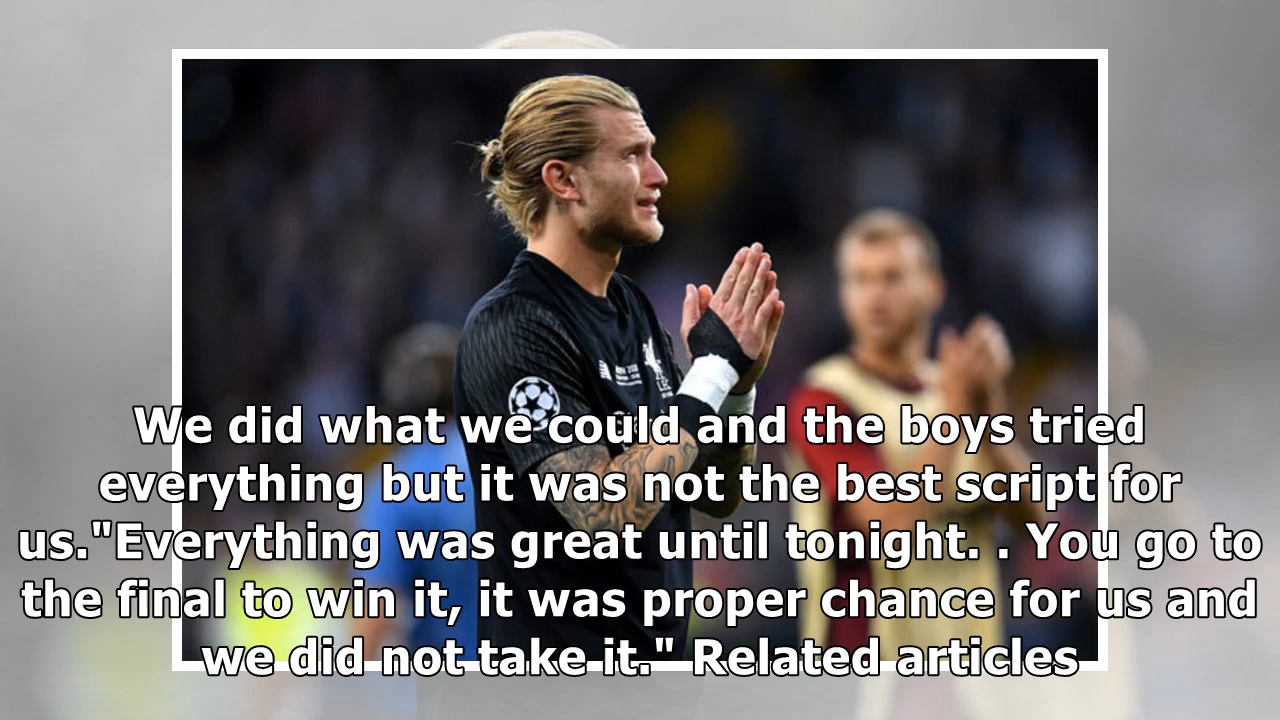 We did what we could and the boys tried
everything but it was not the best script for
us."Everything was great until tonight. . You go to
the final to win it, it was proper chance for us and
we did not take it." Related articles